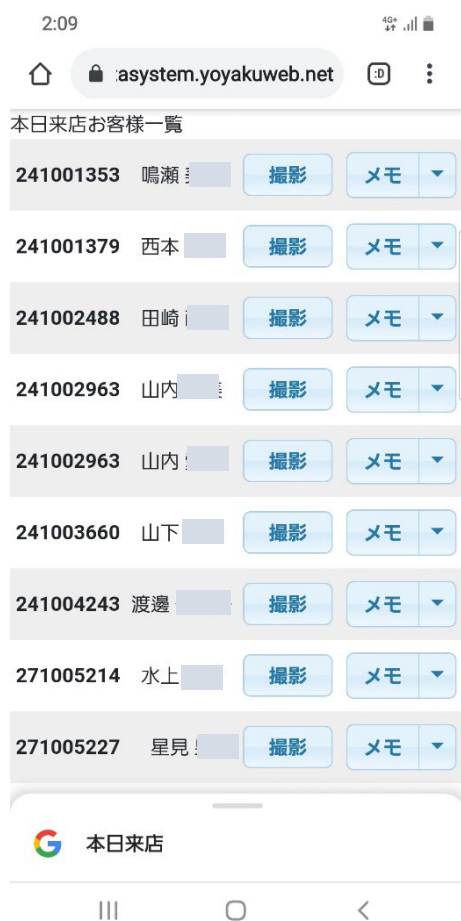 2:09 4G+
:asystem.yoyakuweb.net :D
本日来店お客様一覧
241001353 鳴瀬 撮影 メモ
241001379 西本 撮影 メモ
241002488 田崎 撮影 メモ
241002963 山内 撮影 メモ
241002963 山内 撮影 メモ
241003660 山下 撮影 メモ
241004243 渡邊 撮影 メモ
271005214 水上 撮影 メモ
271005227 星見 撮影 メモ
G 本日来店